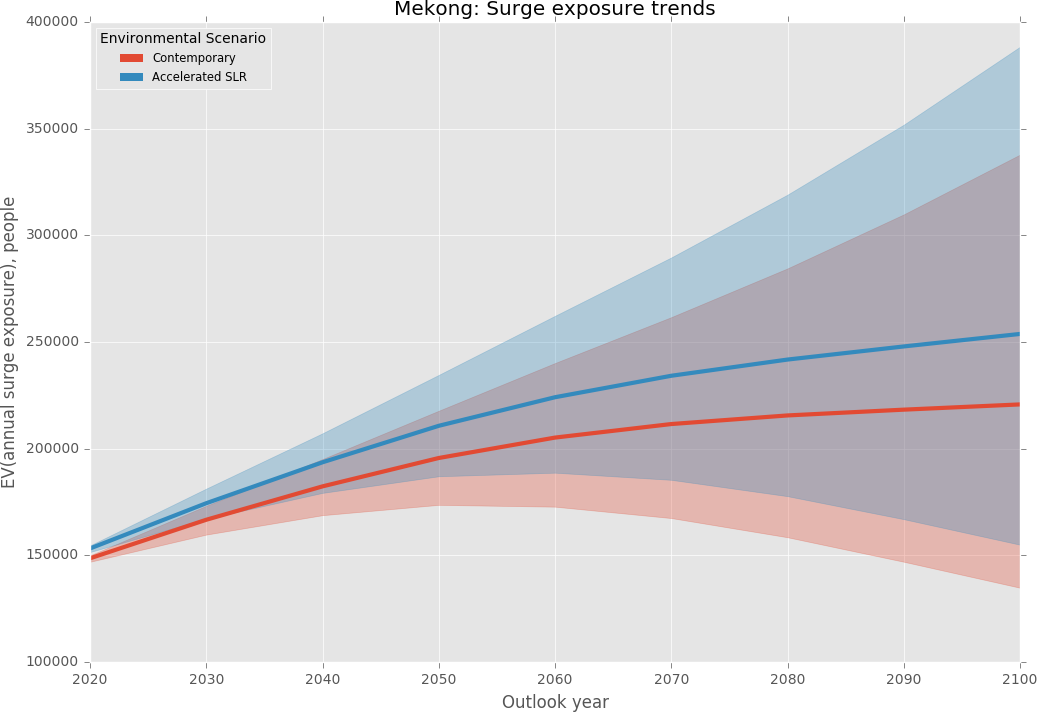 Mekong: Surge exposure trends
400000
350000
300000
250000
200000
150000
100000
EV(annual surge exposure), people
Environmental Scenario
Contemporary
Accelerated SLR
2020 2030 2040 2050 2060 2070 2080 2090 2100
Outlook year